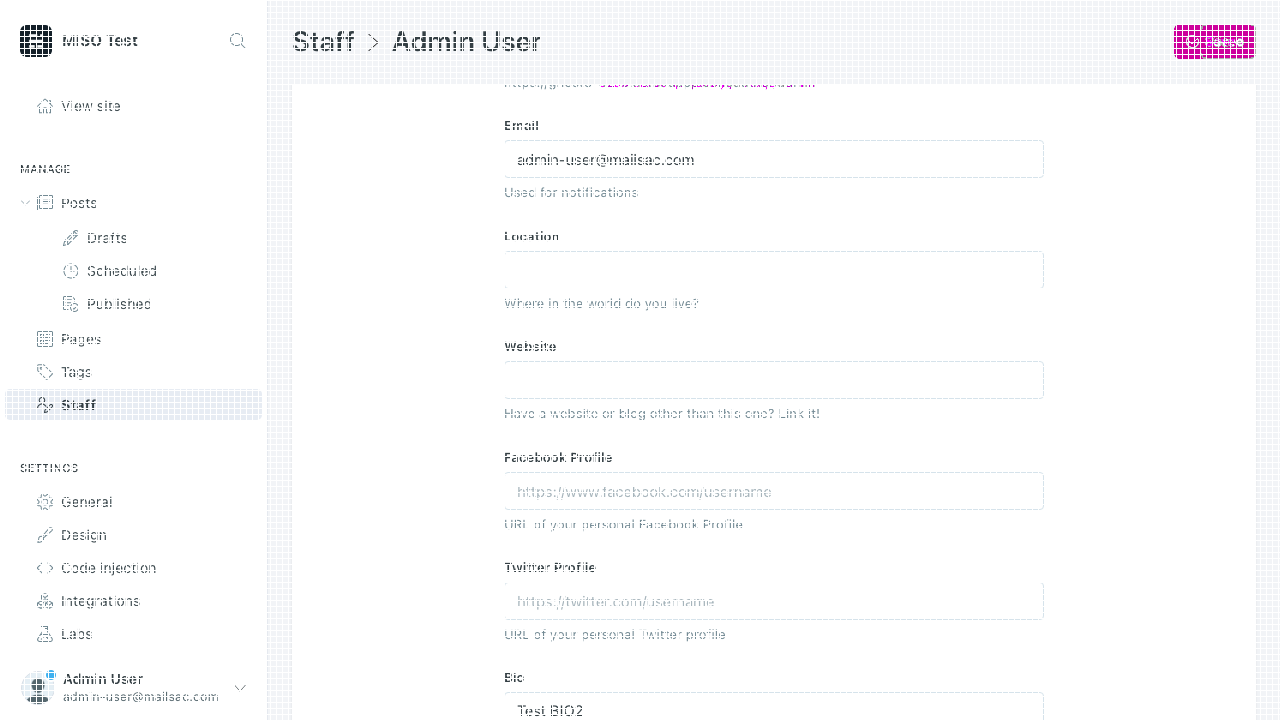 MISO Test
View site
MANAGE
Posts
Drafts
Scheduled
Published
Pages
Tags
Staff
SETTINGS
General
Design
Code injection
Integrations
Labs
Admin User
admin-user@mailsac.com
Staff > Admin User
Email
admin-user@mailsac.com
Used for notifications
Location
Where in the world do you live?
Website
Have a website or blog other than this one? Link it!
Facebook Profile
https://www.facebook.com/username
URL of your personal Facebook Profile
Twitter Profile
https://twitter.com/username
URL of your personal Twitter profile
Bio
Test BIO2